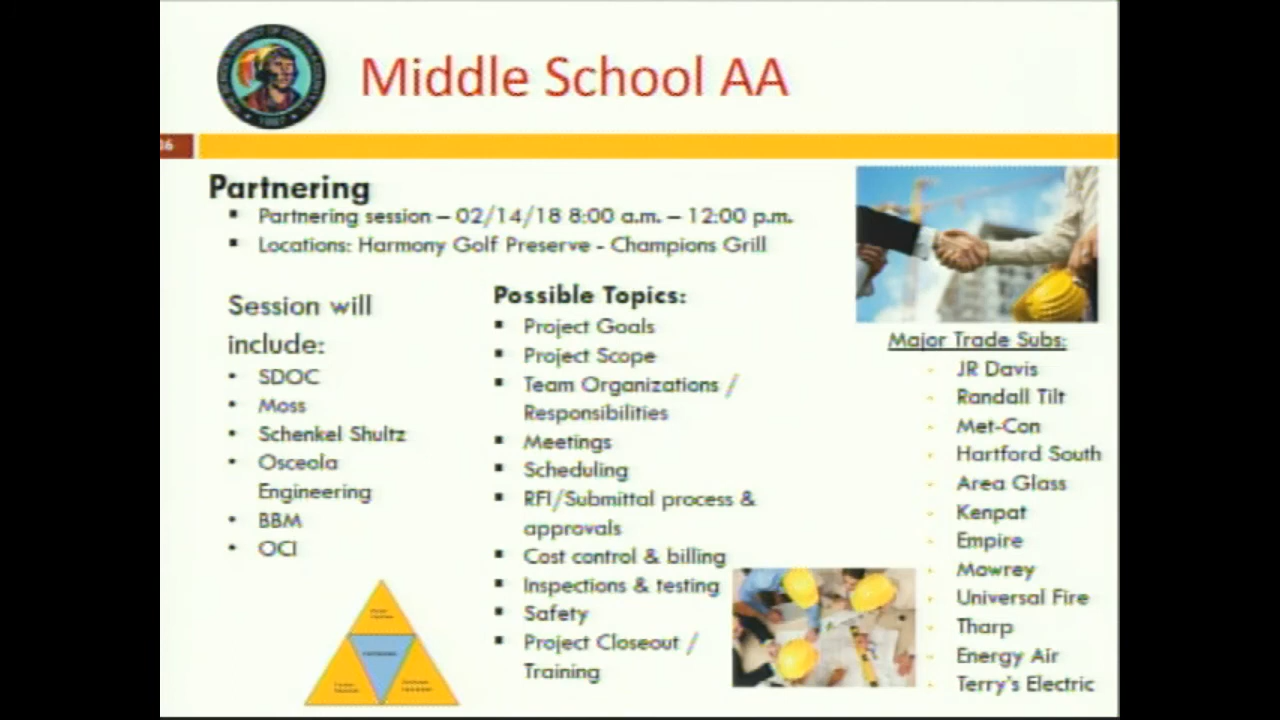 Middle School AA
Partnering
Partnering session – 02/14/18 8:00 a.m. – 12:00 p.m.
Locations: Harmony Golf Preserve - Champions Grill
Session will
include:
SDOC
Moss
Schenkel Shultz
Osceola
Engineering
BBM
OCI
Possible Topics:
Project Goals
Project Scope
Team Organizations /
Responsibilities
Meetings
Scheduling
RFI/Submittal process &
approvals
Cost control & billing
Inspections & testing
Safety
Project Closeout /
Training
Major Trade Subs:
JR Davis
Randall Tilt
Met-Con
Hartford South
Area Glass
Kenpat
Empire
Mowrey
Universal Fire
Tharp
Energy Air
Terry's Electric